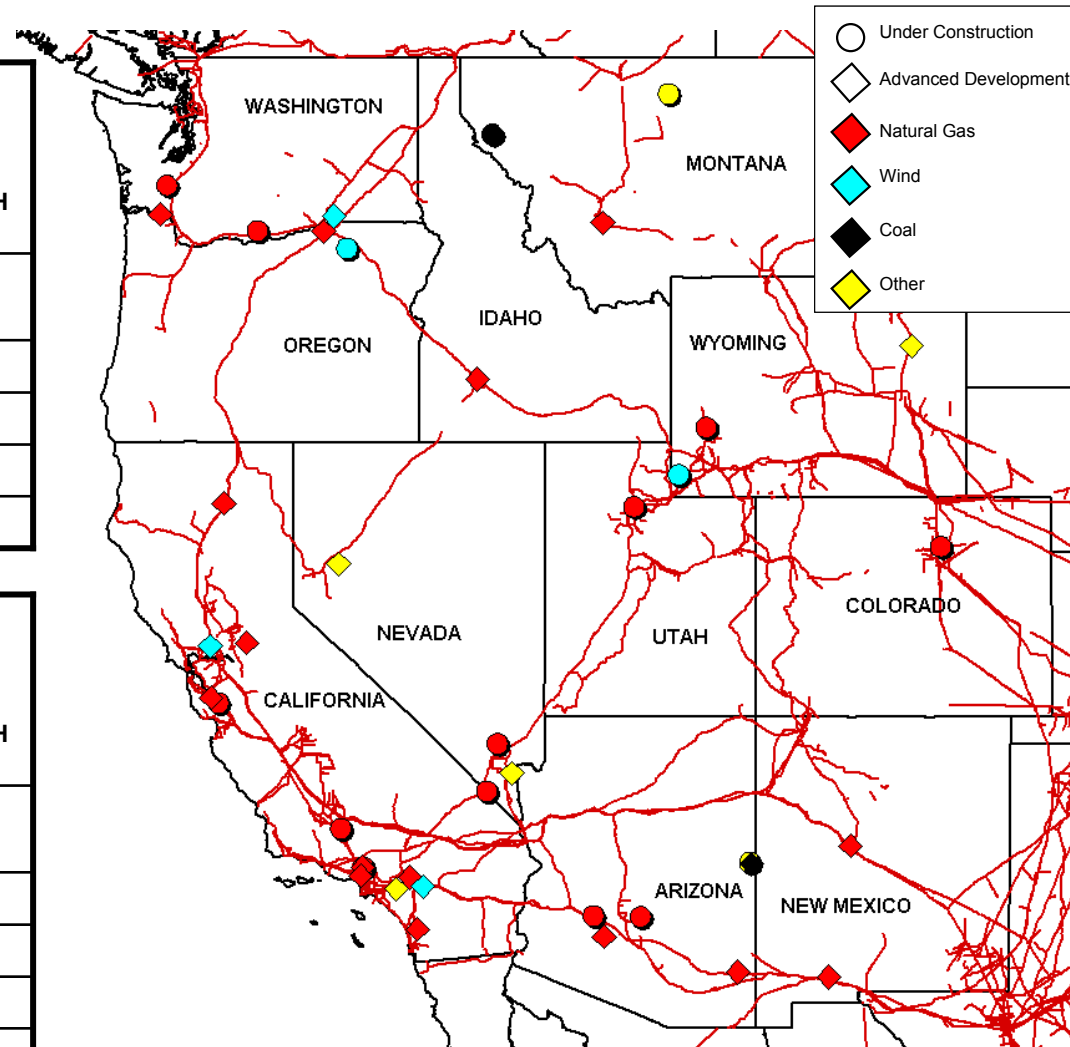 Under Construction
Advanced Development
Natural Gas
Wind
Coal
Other
WASHINGTON
MONTANA
H
IDAHO
OREGON
WYOMING
NEVADA
UTAH
COLORADO
CALIFORNIA
H
ARIZONA
NEW MEXICO